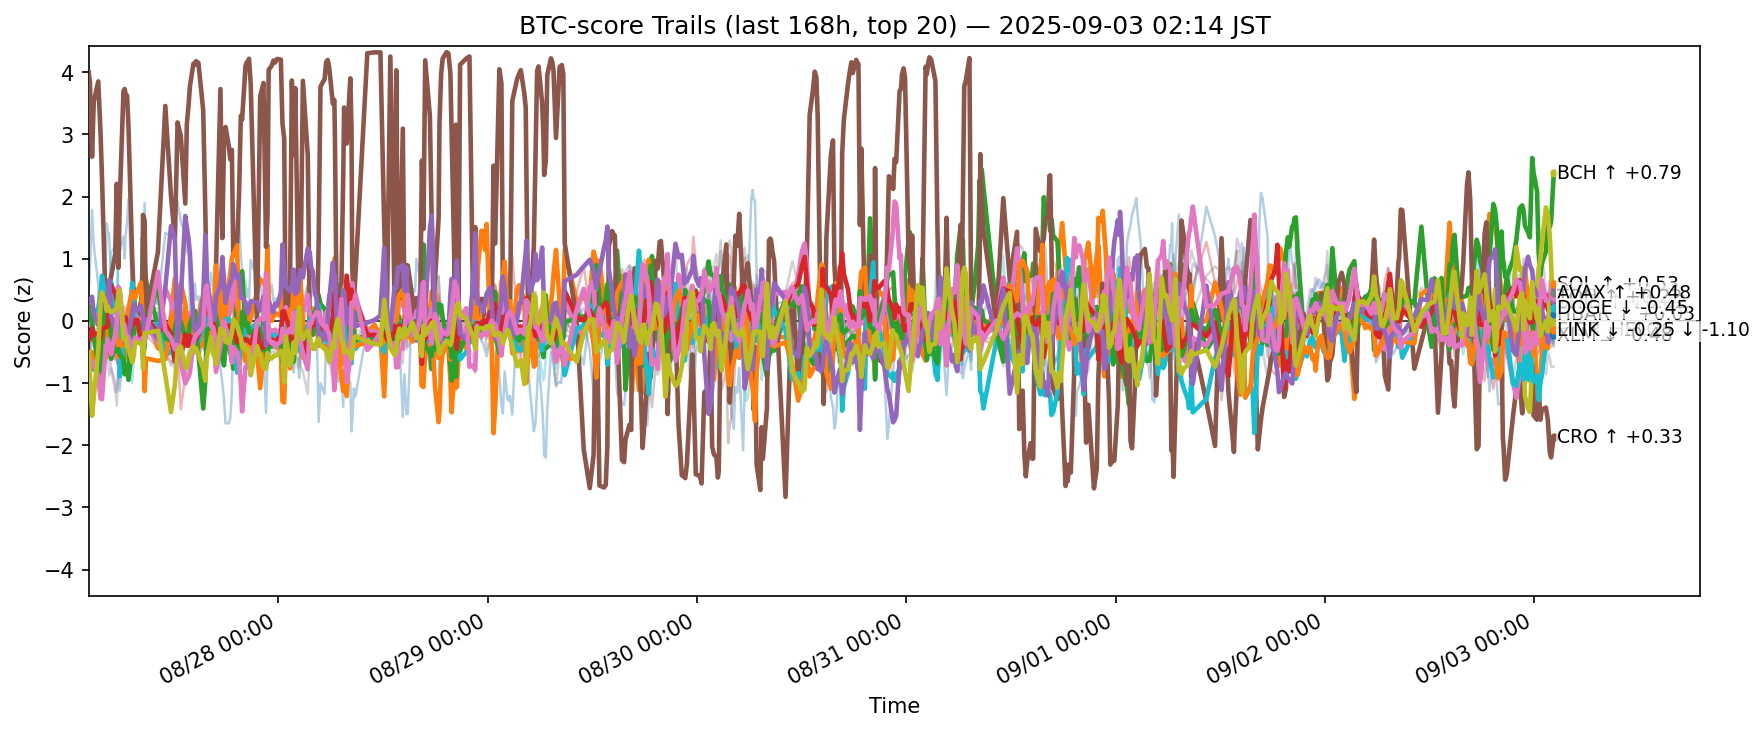 BTC-score Trails (last 168h, top 20) — 2025-09-03 02:14 JST
Score (z)
4
3
2
1
0
−1
−2
−3
−4
BCH ↑ +0.79
SOL ↑ +0.53
AVAX ↑ +0.48
DOGE ↓ -0.45
LINK ↓ -0.25 ↓ -1.10
CRO ↑ +0.33
08/28 00:00
08/29 00:00
08/30 00:00
08/31 00:00
09/01 00:00
09/02 00:00
09/03 00:00
Time